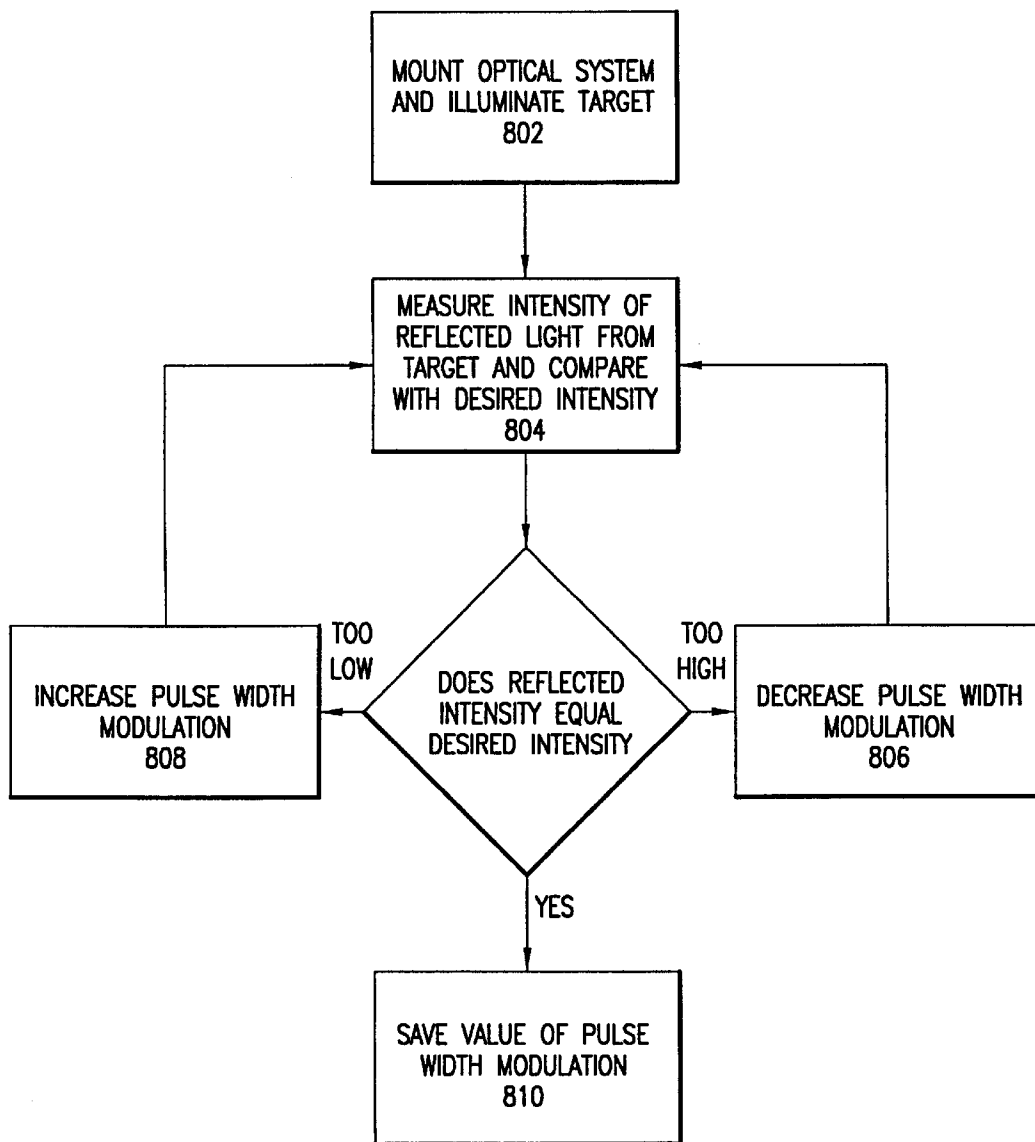 MOUNT OPTICAL SYSTEM
AND ILLUMINATE TARGET
802
MEASURE INTENSITY OF
REFLECTED LIGHT FROM
TARGET AND COMPARE
WITH DESIRED INTENSITY
804
TOO
LOW
TOO
HIGH
INCREASE PULSE WIDTH
MODULATION
808
DOES REFLECTED
INTENSITY EQUAL
DESIRED INTENSITY
DECREASE PULSE WIDTH
MODULATION
806
YES
SAVE VALUE OF PULSE
WIDTH MODULATION
810